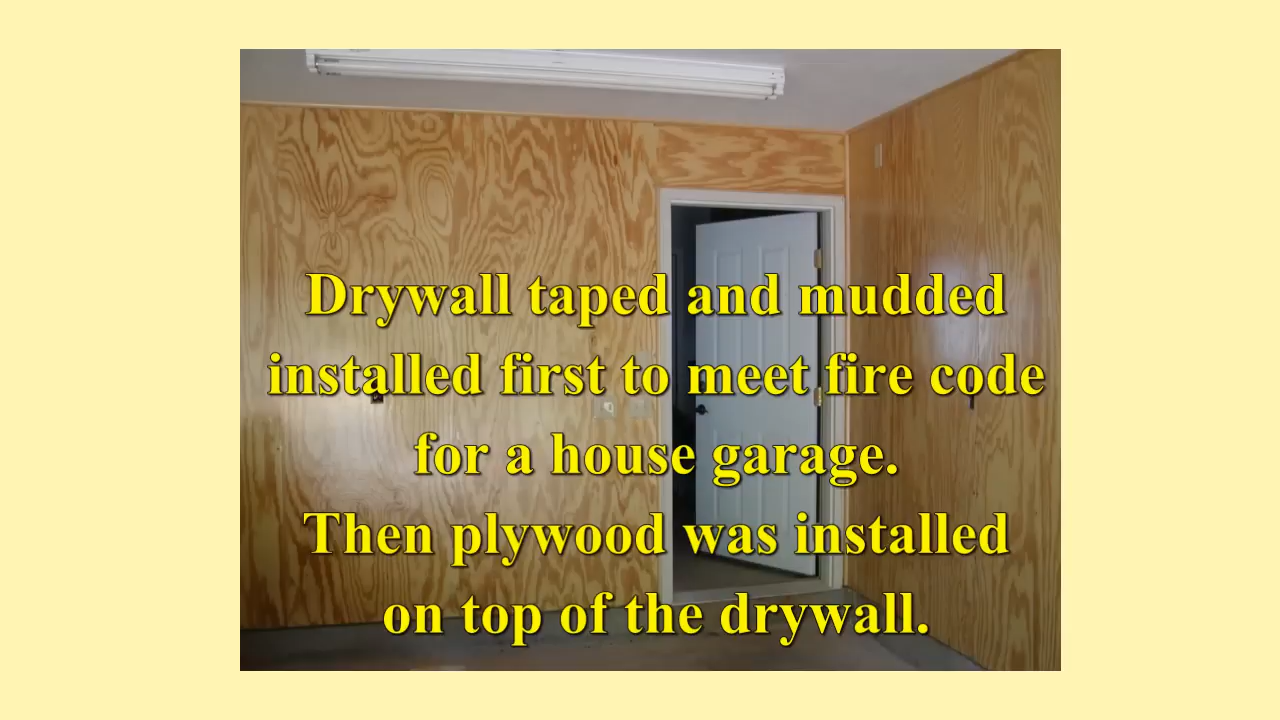 Drywall taped and mudded
installed first to meet fire code
for a house garage.
Then plywood was installed
on top of the drywall.